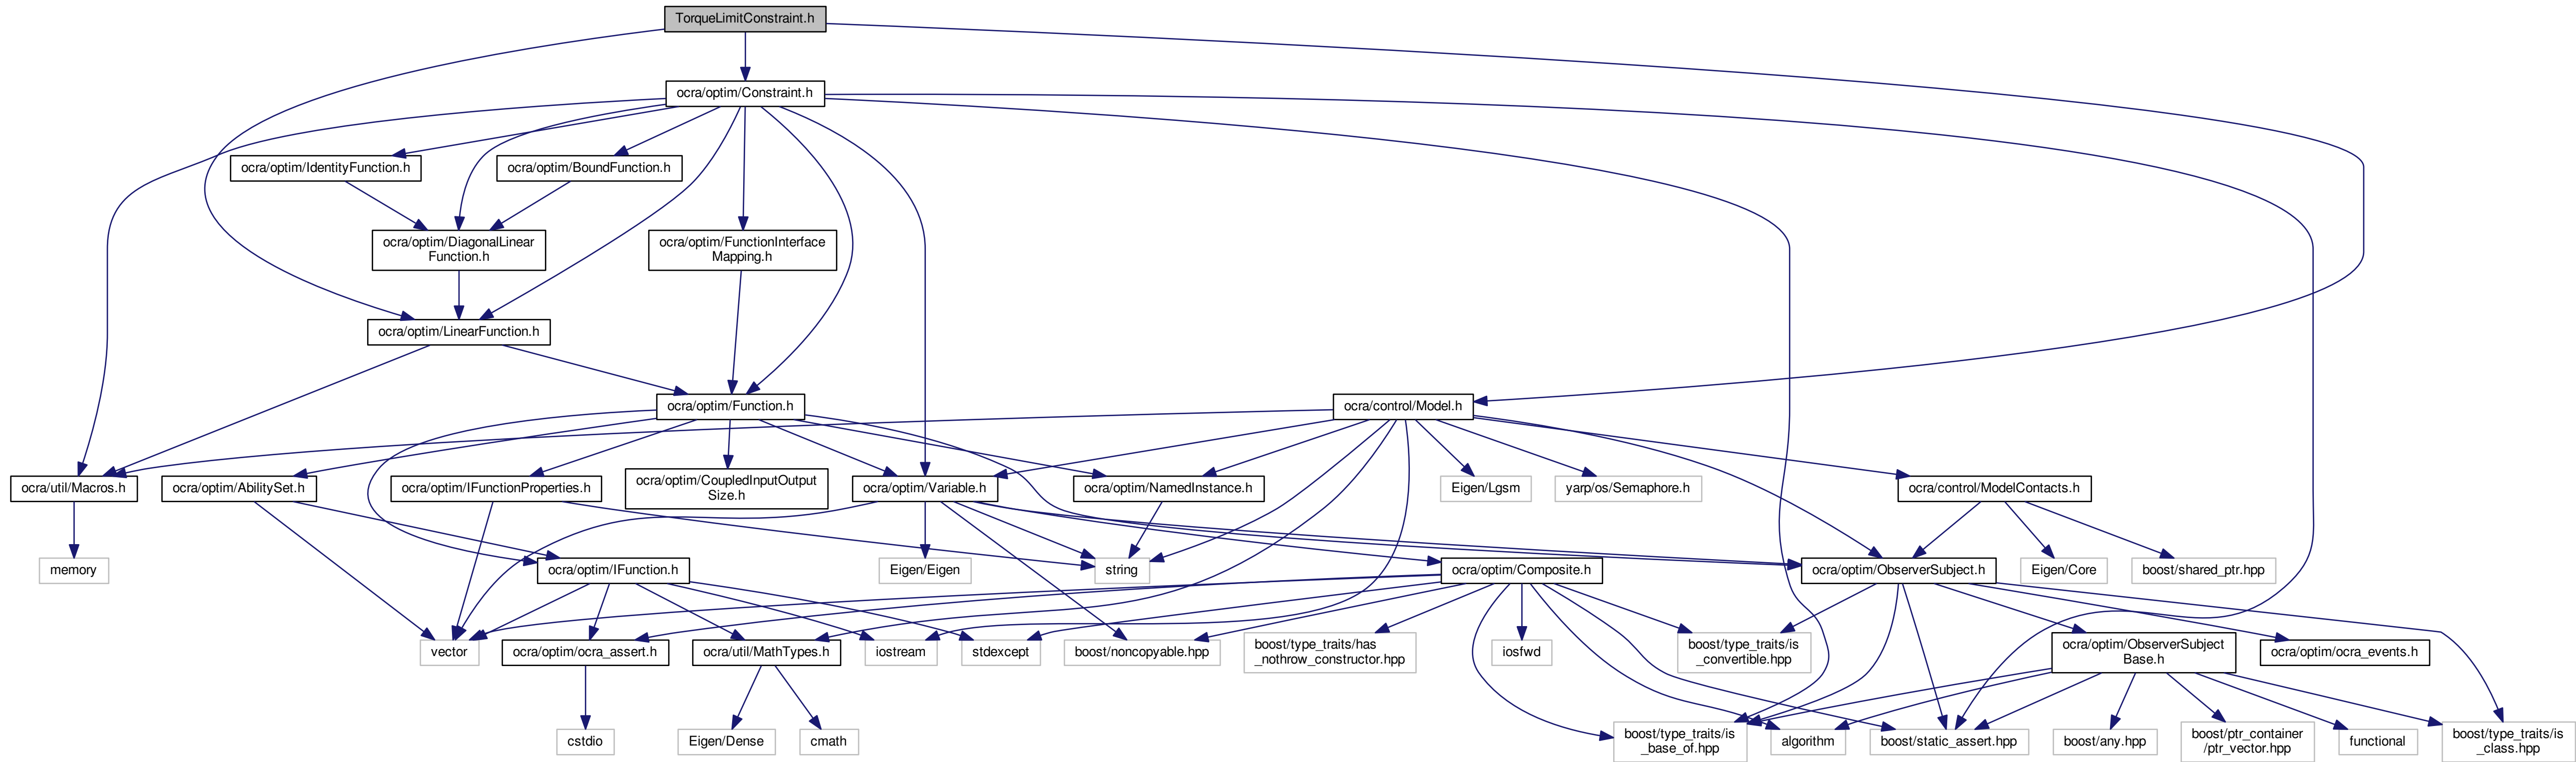 TorqueLimitConstraint.h
ocra/optim/Constraint.h
ocra/optim/IdentityFunction.h
ocra/optim/BoundFunction.h
ocra/optim/DiagonalLinear
Function.h
ocra/optim/FunctionInterface
Mapping.h
ocra/optim/LinearFunction.h
ocra/optim/Function.h
ocra/control/Model.h
ocra/util/Macros.h
ocra/optim/AbilitySet.h
ocra/optim/IFunctionProperties.h
ocra/optim/CoupledInputOutput
Size.h
ocra/optim/Variable.h
ocra/optim/NamedInstance.h
Eigen/Lgsm
yarp/os/Semaphore.h
ocra/control/ModelContacts.h
memory
ocra/optim/IFunction.h
Eigen/Eigen
string
ocra/optim/Composite.h
ocra/optim/ObserverSubject.h
Eigen/Core
boost/shared_ptr.hpp
vector
ocra/optim/ocra_assert.h
ocra/util/MathTypes.h
iostream
stdexcept
boost/noncopyable.hpp
boost/type_traits/has
_nothrow_constructor.hpp
iosfwd
boost/type_traits/is
_convertible.hpp
ocra/optim/ObserverSubject
Base.h
ocra/optim/ocra_events.h
cstdio
Eigen/Dense
cmath
boost/type_traits/is
_base_of.hpp
algorithm
boost/static_assert.hpp
boost/any.hpp
boost/ptr_container
/ptr_vector.hpp
functional
boost/type_traits/is
_class.hpp